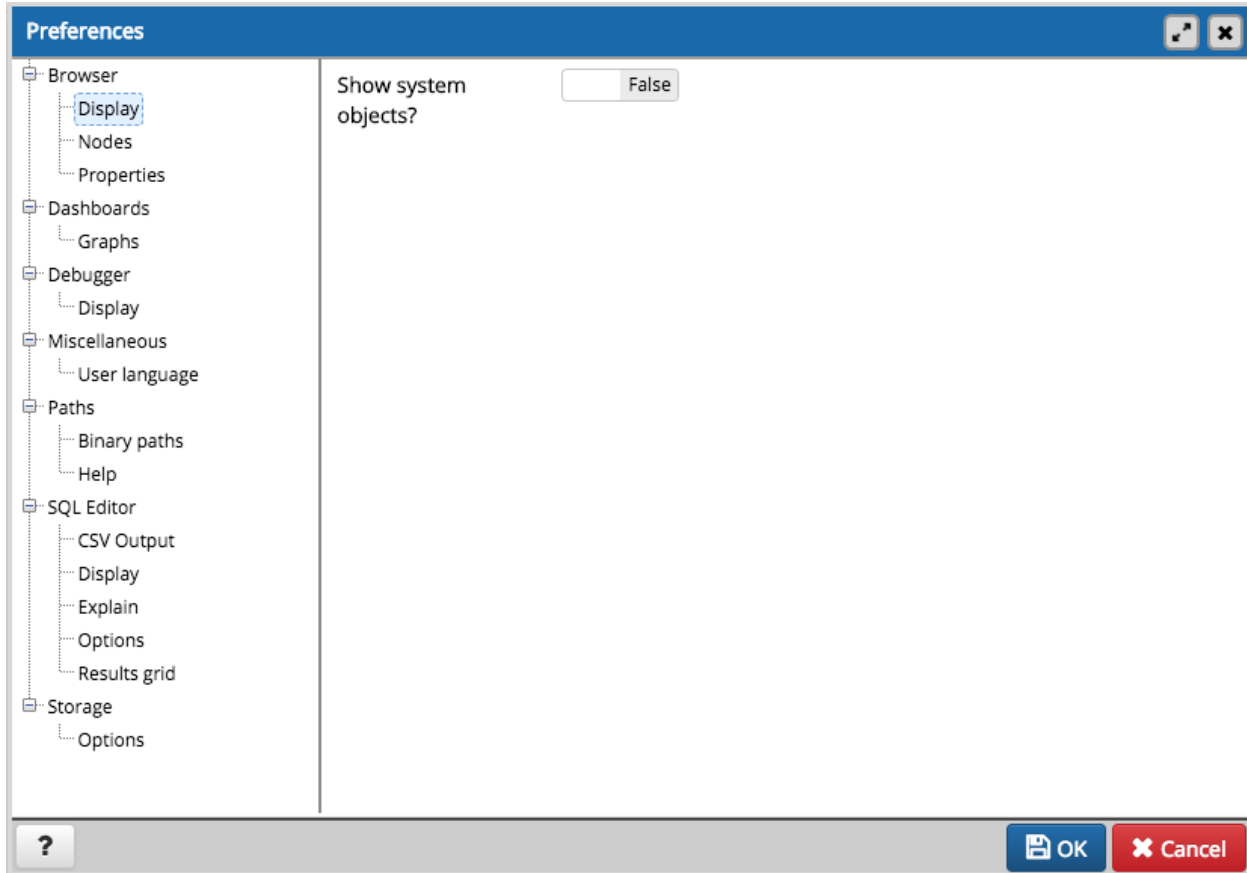 Preferences
Browser
Display
Nodes
Properties
Dashboards
Graphs
Debugger
Display
Miscellaneous
User language
Paths
Binary paths
Help
SQL Editor
CSV Output
Display
Explain
Options
Results grid
Storage
Options
Show system
objects?
False
?
OK
Cancel